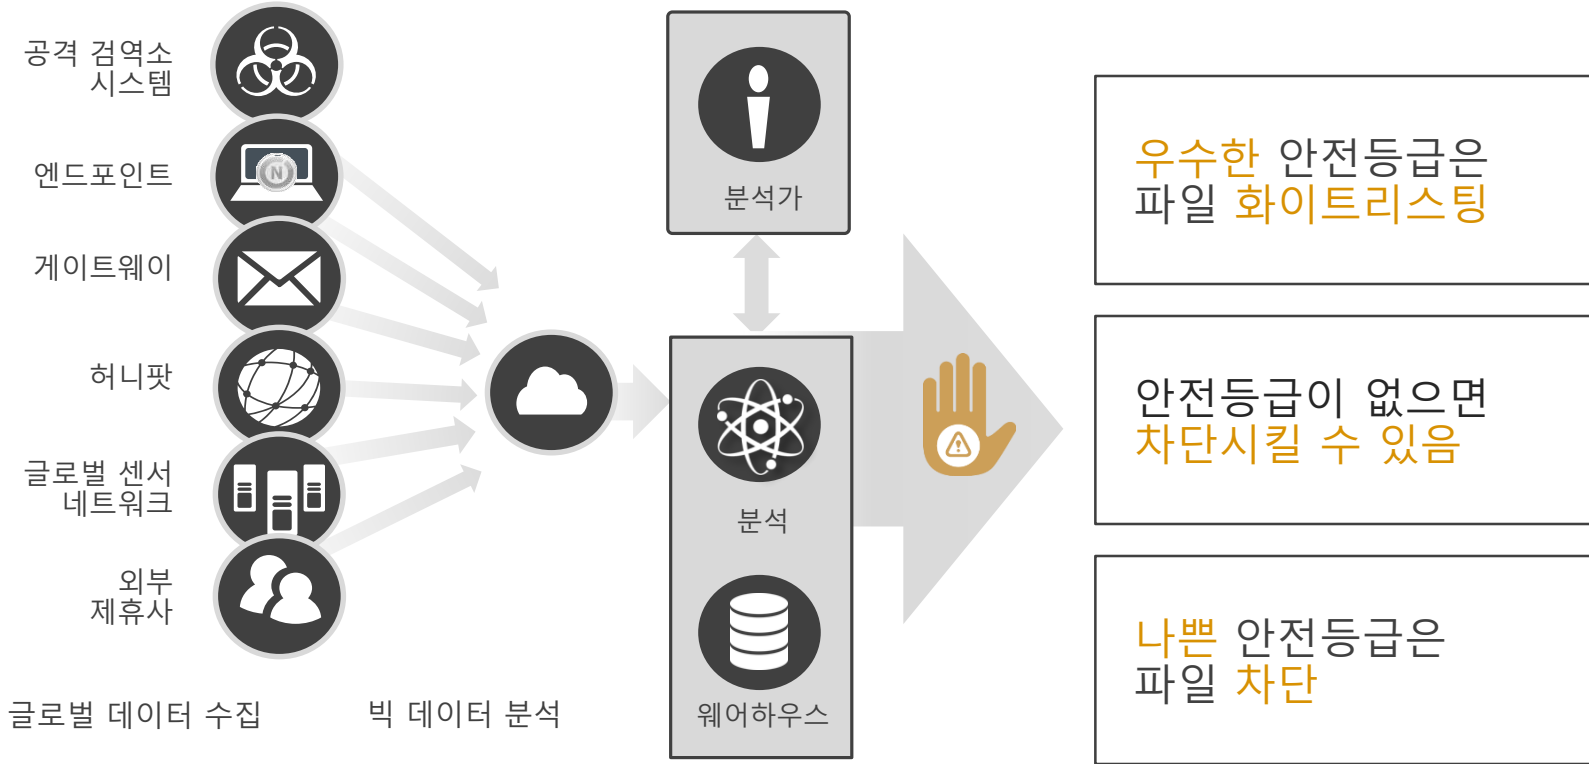 공격 검역소
시스템
엔드포인트
N
게이트웨이
허니팟
글로벌 센서
네트워크
외부
제휴사
글로벌 데이터 수집
빅 데이터 분석
분석가
분석
웨어하우스
우수한 안전등급은
파일 화이트리스팅
안전등급이 없으면
차단시킬 수 있음
나쁜 안전등급은
파일 차단